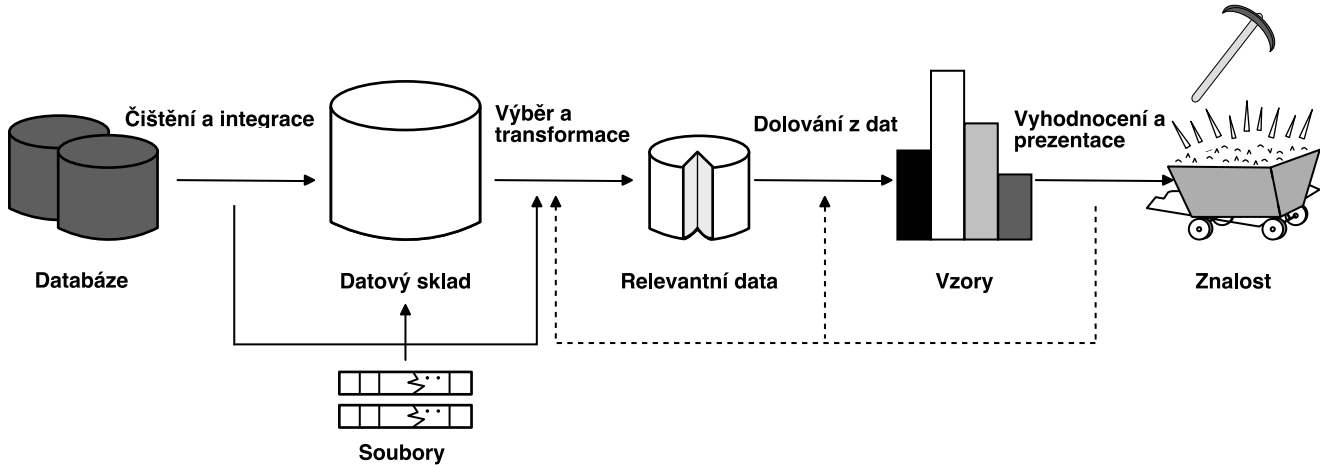 Čištění a integrace
Výběr a
transformace
Dolování z dat
Vyhodnocení a
prezentace
Databáze
Datový sklad
Relevantní data
Vzory
Znalost
Soubory